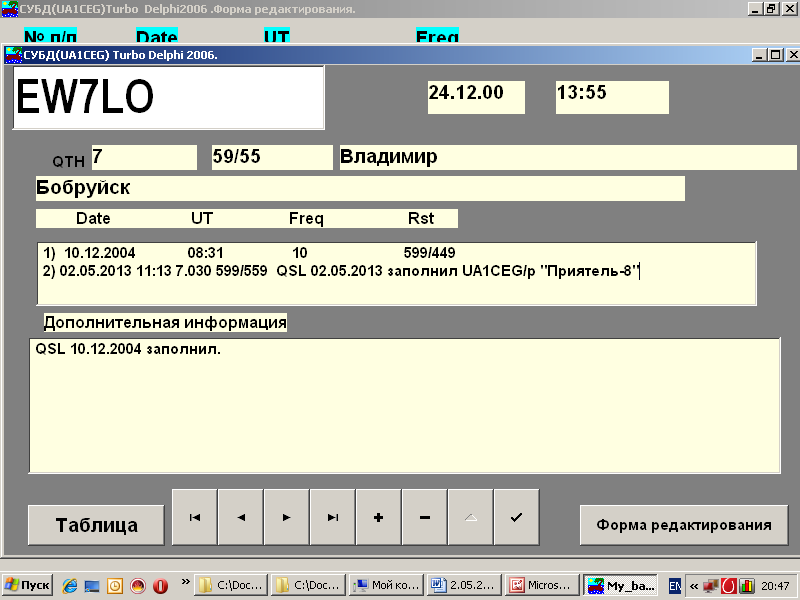 СУБД(UA1CEG)Turbo Delphi2006 .Форма редактирования.
№ п/п Date UT Freq
СУБД(UA1CEG) Turbo Delphi 2006.
EW7LO 24.12.00 13:55
QTH 7 59/55 Владимир
Бобруйск
Date UT Freq Rst
1) 10.12.2004 08:31 10 599/449
2) 02.05.2013 11:13 7.030 599/559 QSL 02.05.2013 заполнил UA1CEG/p "Приятель-8"
Дополнительная информация
QSL 10.12.2004 заполнил.
Таблица Форма редактирования
Пуск » C:\Doc... C:\Doc... Мой ко... 2.05.2... Micros... My_ba... EN « 20:47